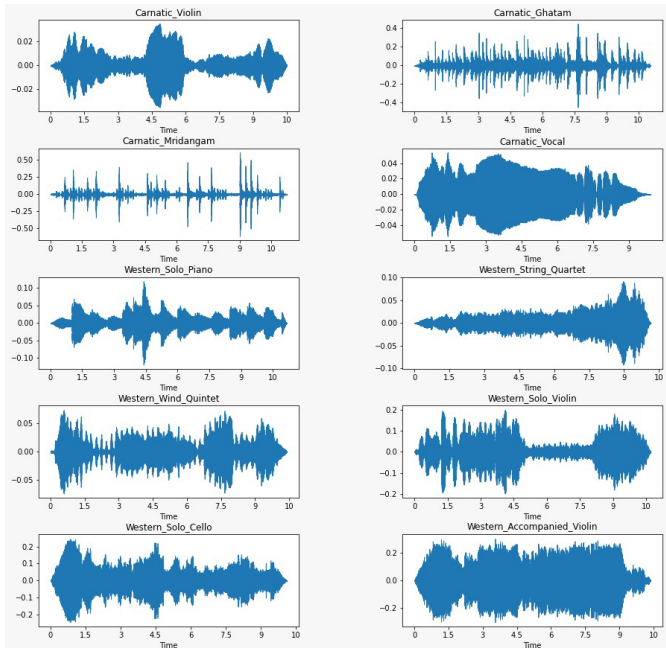 Carnatic_Violin
0.02
0.00
−0.02
0 1.5 3 4.5 6 7.5 9 10
Time
Carnatic_Ghatam
0.4
0.2
0.0
−0.2
−0.4
0 1.5 3 4.5 6 7.5 9 10
Time
Carnatic_Mridangam
0.50
0.25
0.00
−0.25
−0.50
0 1.5 3 4.5 6 7.5 9 10
Time
Carnatic_Vocal
0.04
0.02
0.00
−0.02
−0.04
0 1.5 3 4.5 6 7.5 9
Time
Western_Solo_Piano
0.10
0.05
0.00
−0.05
−0.10
0 1.5 3 4.5 6 7.5 9 10
Time
Western_String_Quartet
0.10
0.05
0.00
−0.05
−0.10
0 1.5 3 4.5 6 7.5 9 10
Time
Western_Wind_Quintet
0.05
0.00
−0.05
0 1.5 3 4.5 6 7.5 9 10
Time
Western_Solo_Violin
0.2
0.1
0.0
−0.1
−0.2
0 1.5 3 4.5 6 7.5 9 10
Time
Western_Solo_Cello
0.2
0.1
0.0
−0.1
−0.2
0 1.5 3 4.5 6 7.5 9 10
Time
Western_Accompanied_Violin
0.2
0.0
−0.2
0 1.5 3 4.5 6 7.5 9 10
Time